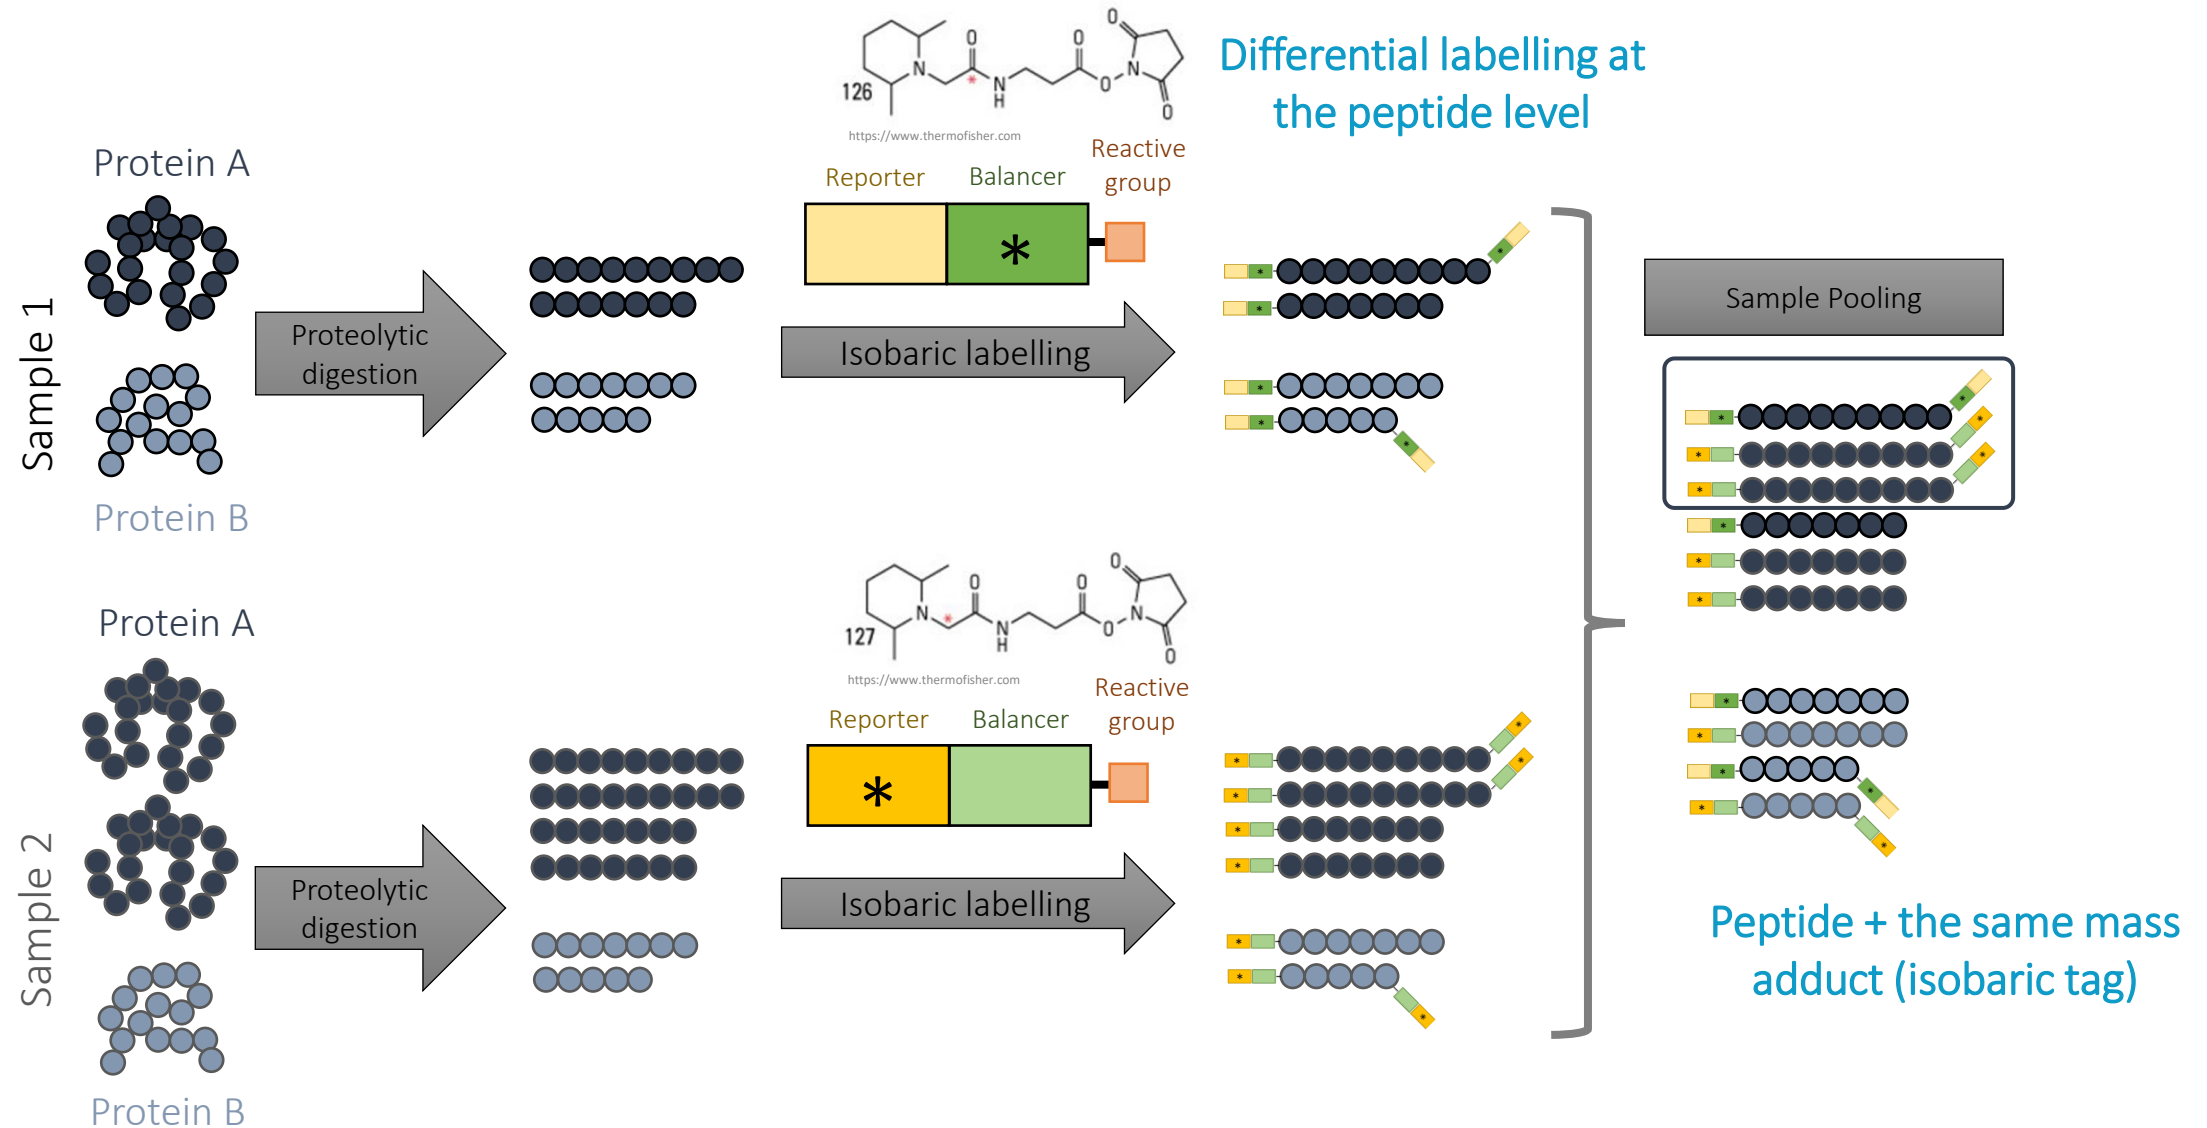 Differential labelling at
the peptide level
O
O
O
O
N
N
H
O
N
*
126
https://www.thermofisher.com
Reporter
Balancer
Reactive
group
*
Sample 1
Protein A
Protein B
Proteolytic
digestion
Isobaric labelling
Sample Pooling
O
O
O
O
N
N
H
O
N
*
127
https://www.thermofisher.com
Reporter
Balancer
Reactive
group
*
Sample 2
Protein A
Protein B
Proteolytic
digestion
Isobaric labelling
Peptide + the same mass
adduct (isobaric tag)